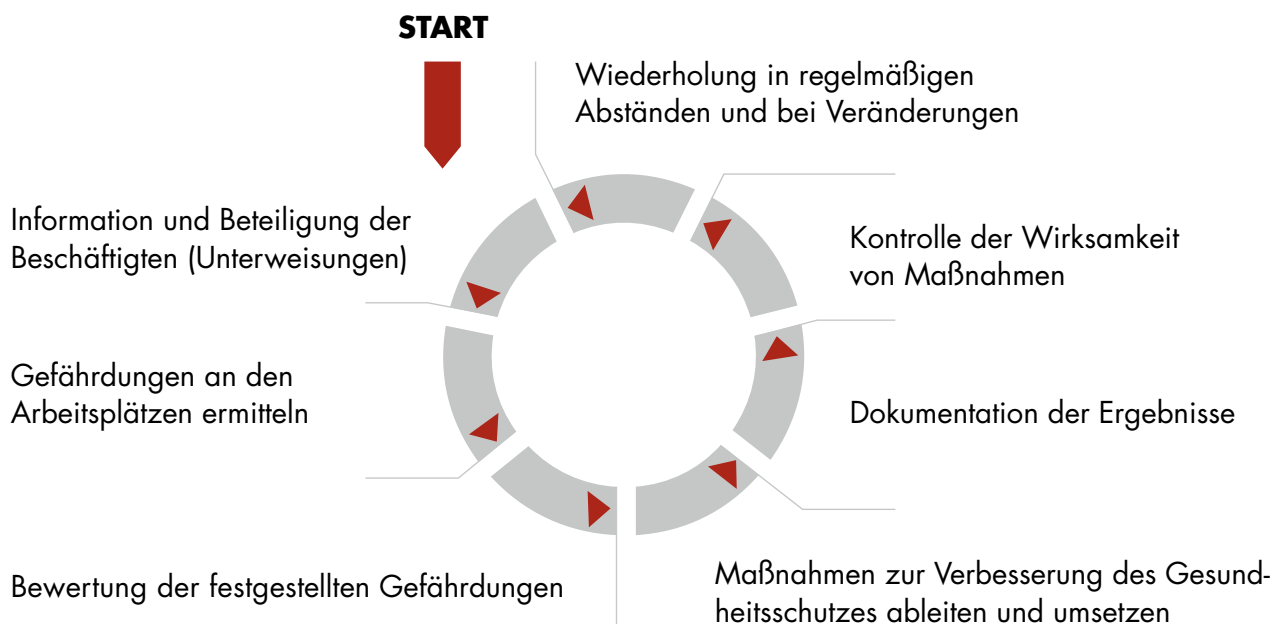 START
Wiederholung in regelmäßigen
Abständen und bei Veränderungen
Information und Beteiligung der
Beschäftigten (Unterweisungen)
Kontrolle der Wirksamkeit
von Maßnahmen
Gefährdungen an den
Arbeitsplätzen ermitteln
Dokumentation der Ergebnisse
Bewertung der festgestellten Gefährdungen
Maßnahmen zur Verbesserung des Gesund-
heitsschutzes ableiten und umsetzen